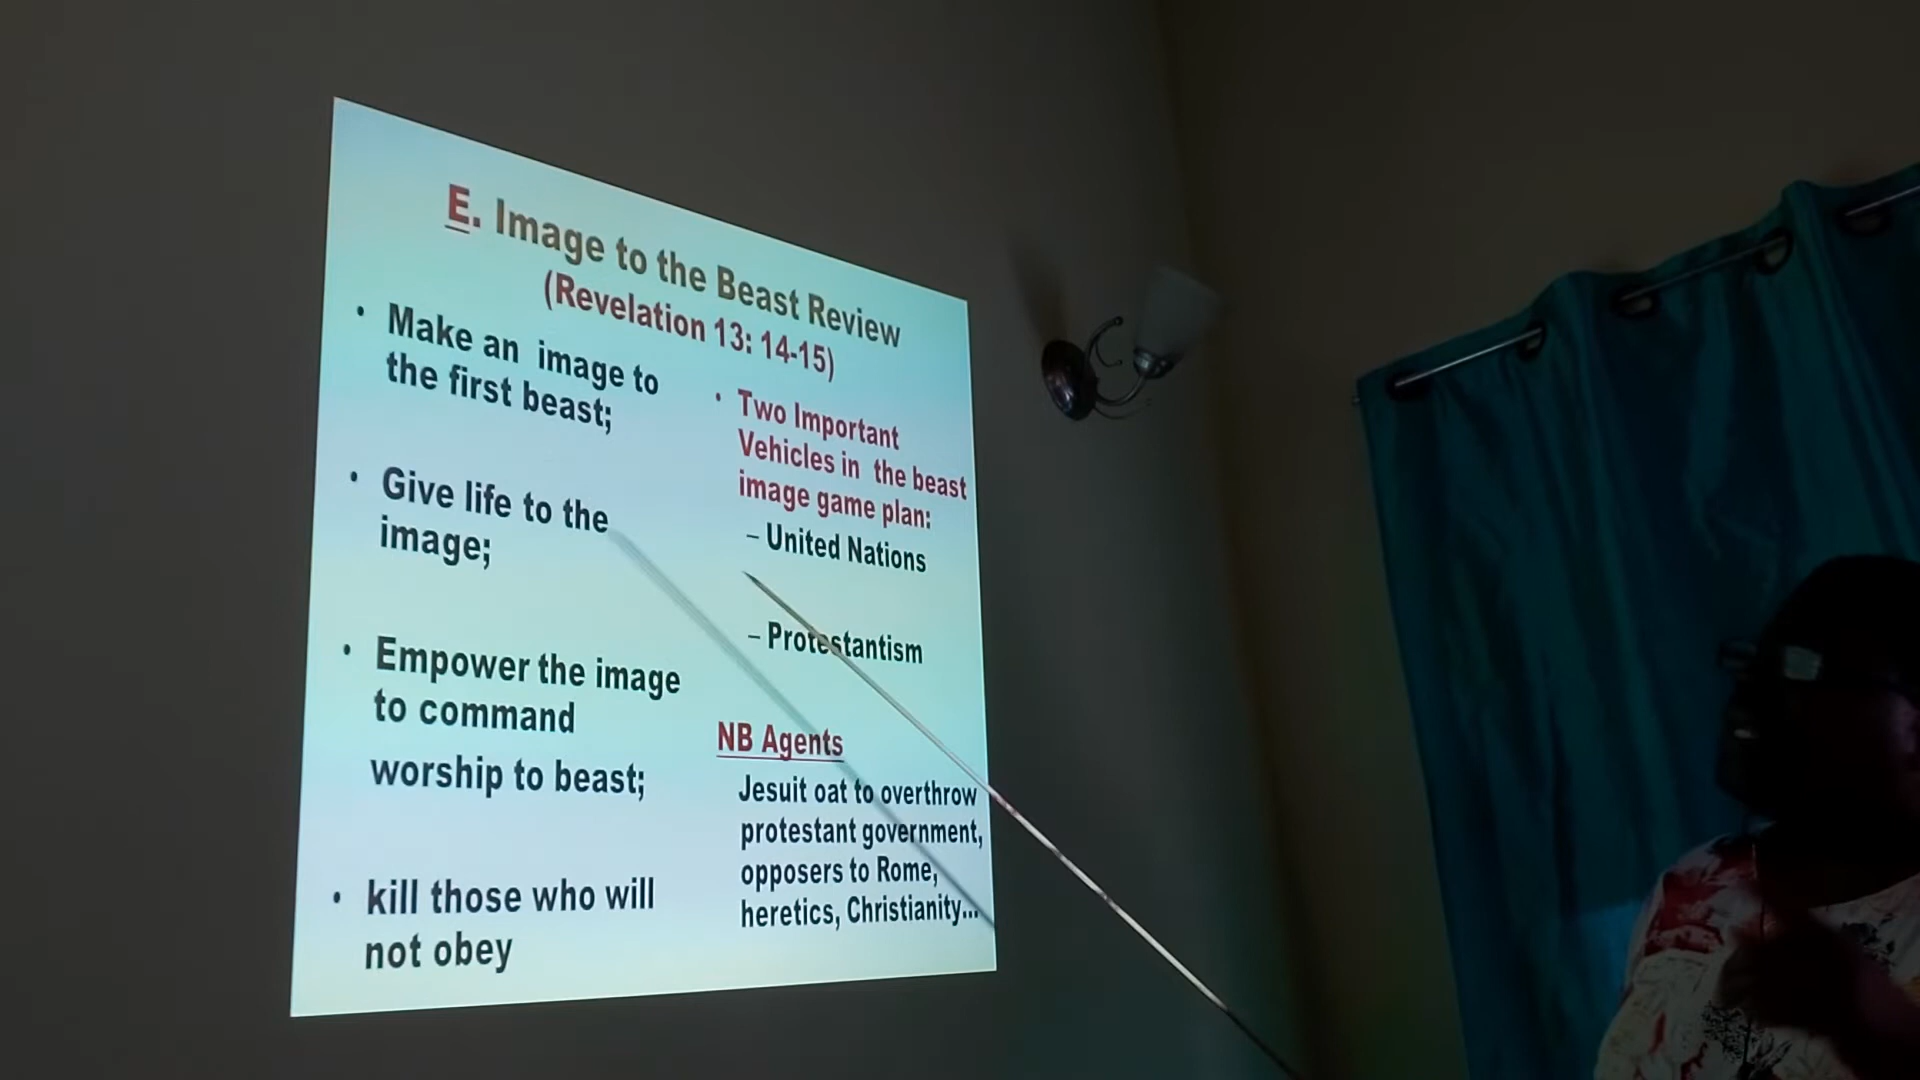 E. Image to the Beast Review
(Revelation 13: 14-15)
• Make an image to
the first beast;
• Give life to the
image;
• Empower the image
to command
worship to beast;
• kill those who will
not obey
• Two Important
Vehicles in the beast
image game plan:
– United Nations
– Protestantism
NB Agents
Jesuit oat to overthrow
protestant government,
opposers to Rome,
heretics, Christianity...